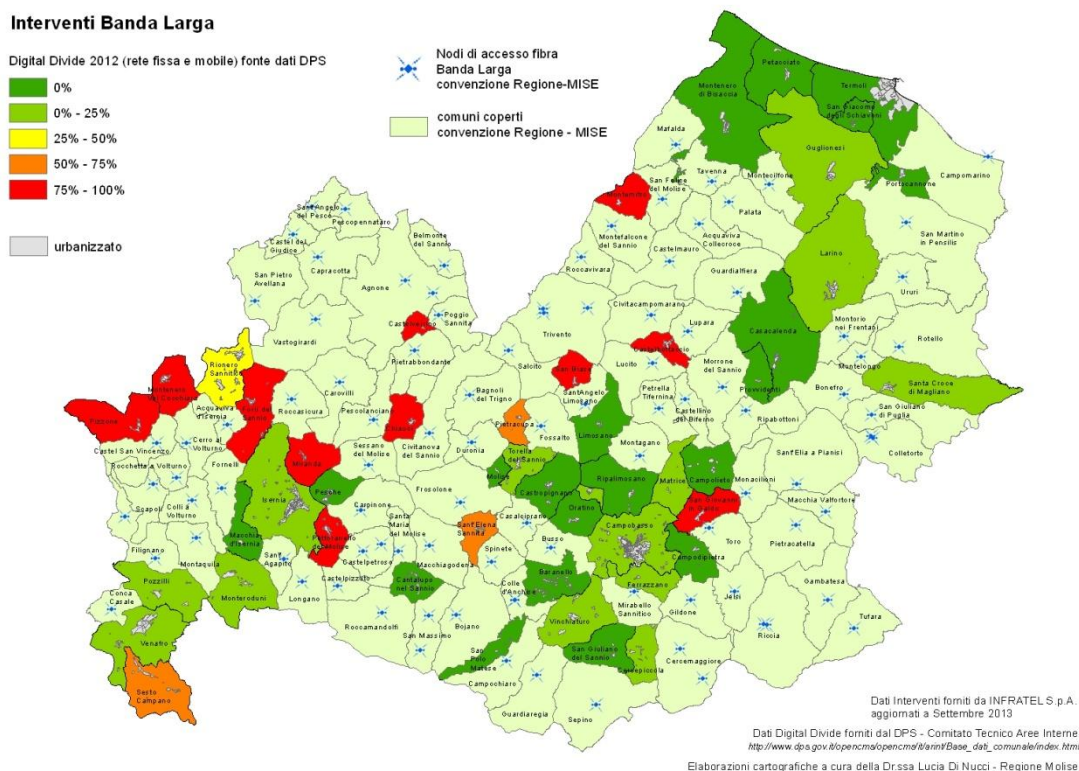 Interventi Banda Larga
Digital Divide 2012 (rete fissa e mobile) fonte dati DPS
0%
0% - 25%
25% - 50%
50% - 75%
75% - 100%
urbanizzato
Nodi di accesso fibra
Banda Larga
convenzione Regione-MISE
comuni coperti
convenzione Regione - MISE
Petacciato
Montenero
di Bisaccia
Termoli
San Giacomo
degli Schiavoni
Mafalda
Guglionesi
San Felice
del Molise
Tavenna
Montecilfone
Portocannone
Campomarino
Palata
Montefalcone
del Sannio
Acquaviva
Collecroce
Castelmauro
San Martino
in Pensilis
Larino
Roccavivara
Guardialfiera
Ururi
Sant'Angelo
del Pesco
Pescopennataro
Castel del
Giudice
Belmonte
del Sannio
Capracotta
San Pietro
Avellana
Agnone
Poggio
Sannita
Civitacampomarano
Lupara
Trivento
Casacalenda
Montorio
nei Frentani
Rotello
Montelongo
Vastogirardi
Pietrabbondante
Salcito
Lucito
Morrone
del Sannio
Provvidenti
Bonefro
Santa Croce
di Magliano
Rionero
Sannitico
Carovilli
Bagnoli
del Trigno
San Biase
Sant'Angelo
Limosano
Petrella
Tifernina
Castellino
del Biferno
Ripabottoni
San Giuliano
di Puglia
Colletorto
Acquaviva
d'Isernia
Roccasicura
Pescolanciano
Pietracupa
Limosano
Pizzone
Castel San Vincenzo
Cerro al
Volturno
Rocchetta a Volturno
Fornelli
Miranda
Sessano
del Molise
Civitanova
del Sannio
Duronia
Fossalto
Torella
del Sannio
Molise
Montagano
Sant'Elia a Pianisi
Isernia
Pesche
Carpinone
Frosolone
Castropignano
Ripalimosano
Matrice
Campolieto
Monacilioni
Macchia Valfortore
Scapoli
Colli a
Volturno
Macchia
d'Isernia
Santa
Maria
del Molise
Sant'Elena
Sannita
Casalciprano
Oratino
Campobasso
San Giovanni
in Galdo
Toro
Pietracatella
Filignano
Montaquila
Sant'
Agapito
Castelpetroso
Macchiagodena
Spinete
Busso
Campodipietra
Pozzilli
Conca
Casale
Monteroduni
Longano
Castelpizzuto
Cantalupo
nel Sannio
Colle
d'Anchise
Baranello
Ferrazzano
Mirabello
Sannitico
Gildone
Jelsi
Gambatesa
Tufara
Riccia
Venafro
Roccamandolfi
San Massimo
Bojano
Vinchiaturo
San
Polo
Matese
San Giuliano
del Sannio
Cercepiccola
Cercemaggiore
Sesto
Campano
Campochiaro
Guardiaregia
Sepino
Dati Interventi forniti da INFRATEL S.p.A.
aggiornati a Settembre 2013
Dati Digital Divide forniti dal DPS - Comitato Tecnico Aree Interne
http://www.dps.gov.it/opencms/opencms/it/arint/Base_dati_comunale/index.html
Elaborazioni cartografiche a cura della Dr.ssa Lucia Di Nucci - Regione Molise